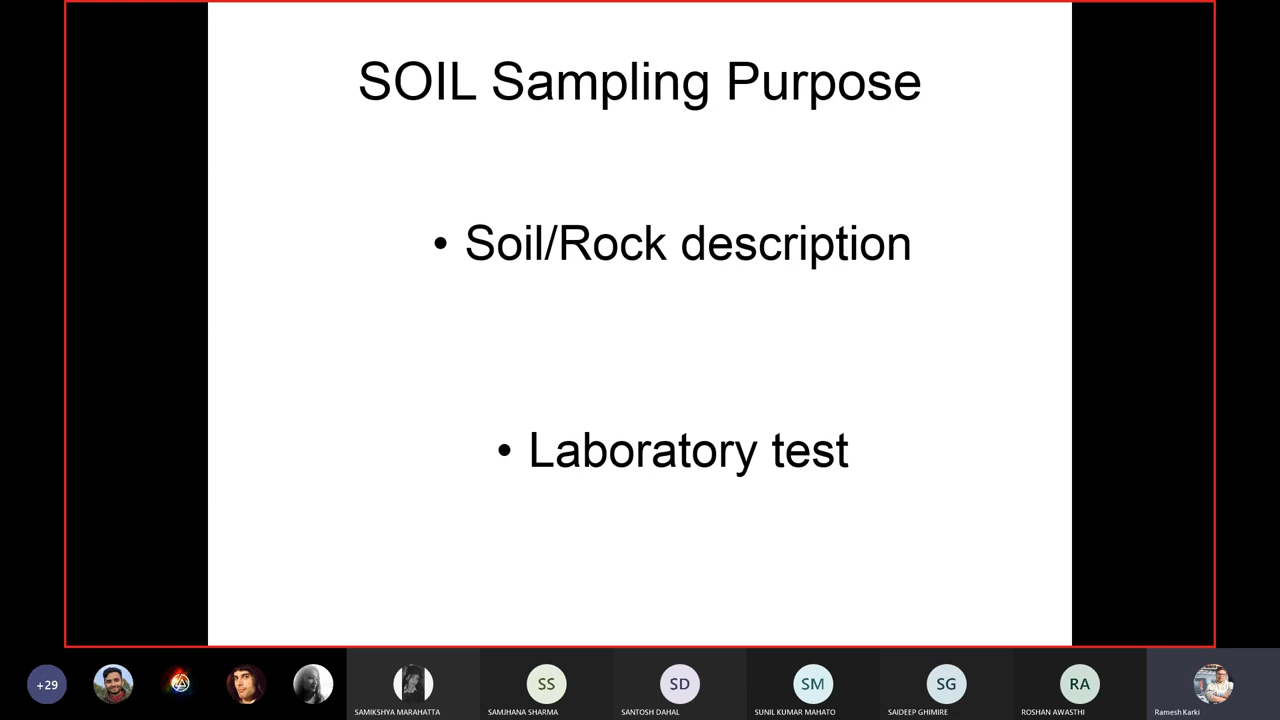 SOIL Sampling Purpose
• Soil/Rock description
• Laboratory test
+29
SS
SD
SM
SG
RA
SAMIKSHYA MARAHATTA
SAMJHANA SHARMA
SANTOSH DAHAL
SUNIL KUMAR MAHATO
SAIDEEP GHIMIRE
ROSHAN AWASTHI
Ramesh Karki